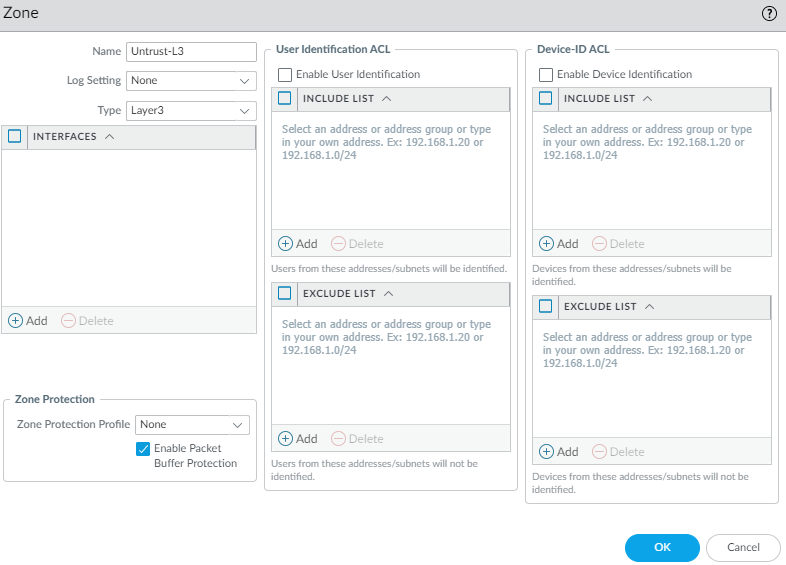 Zone
Name Untrust-L3
Log Setting None
Type Layer3
INTERFACES
Add Delete
Zone Protection
Zone Protection Profile None
Enable Packet
Buffer Protection
User Identification ACL
Enable User Identification
INCLUDE LIST
Select an address or address group or type
in your own address. Ex: 192.168.1.20 or
192.168.1.0/24
Add Delete
Users from these addresses/subnets will be identified.
EXCLUDE LIST
Select an address or address group or type
in your own address. Ex: 192.168.1.20 or
192.168.1.0/24
Add Delete
Users from these addresses/subnets will not be
identified.
Device-ID ACL
Enable Device Identification
INCLUDE LIST
Select an address or address group or type
in your own address. Ex: 192.168.1.20 or
192.168.1.0/24
Add Delete
Devices from these addresses/subnets will be
identified.
EXCLUDE LIST
Select an address or address group or type
in your own address. Ex: 192.168.1.20 or
192.168.1.0/24
Add Delete
Devices from these addresses/subnets will not be
identified.
OK Cancel